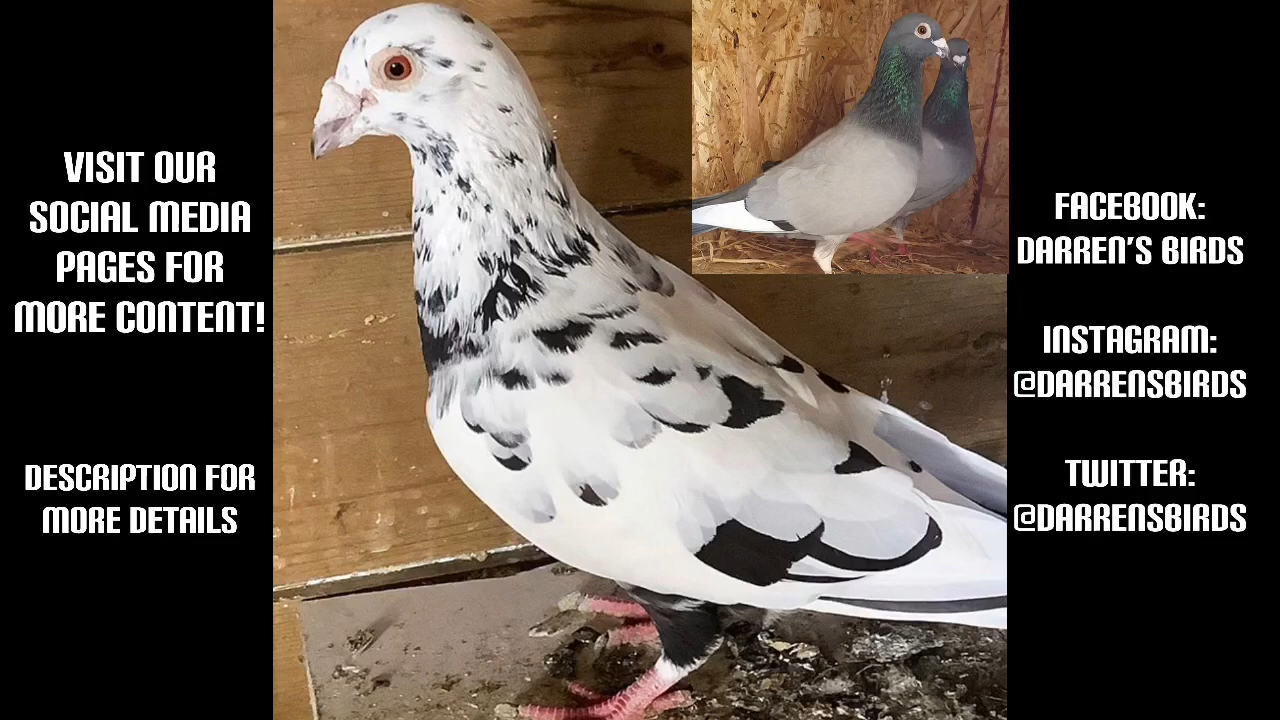 VISIT OUR
SOCIAL MEDIA
PAGES FOR
MORE CONTENT!
DESCRIPTION FOR
MORE DETAILS
FACEBOOK:
DARREN'S BIRDS
INSTAGRAM:
@DARRENSBIRDS
TWITTER:
@DARRENSBIRDS